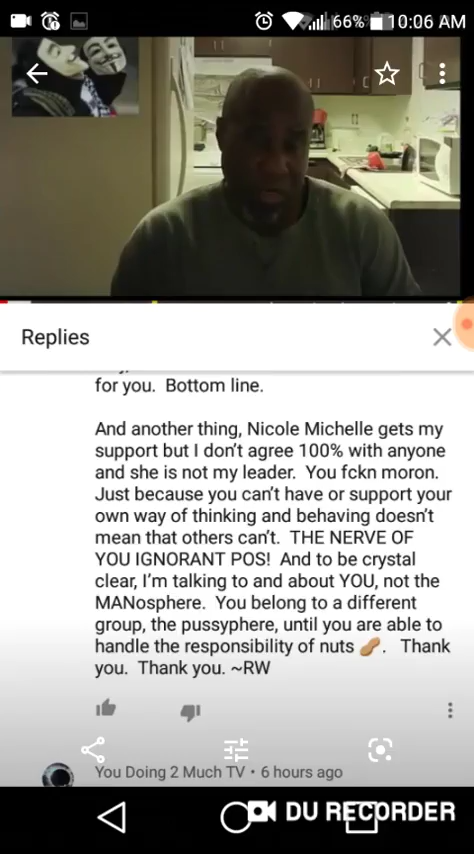 66% 10:06 AM
Replies
for you. Bottom line.
And another thing, Nicole Michelle gets my
support but I don't agree 100% with anyone
and she is not my leader. You fckn moron.
Just because you can't have or support your
own way of thinking and behaving doesn't
mean that others can't. THE NERVE OF
YOU IGNORANT POS! And to be crystal
clear, I'm talking to and about YOU, not the
MANosphere. You belong to a different
group, the pussyphere, until you are able to
handle the responsibility of nuts 🥜. Thank
you. Thank you. ~RW
You Doing 2 Much TV • 6 hours ago
DU RECORDER